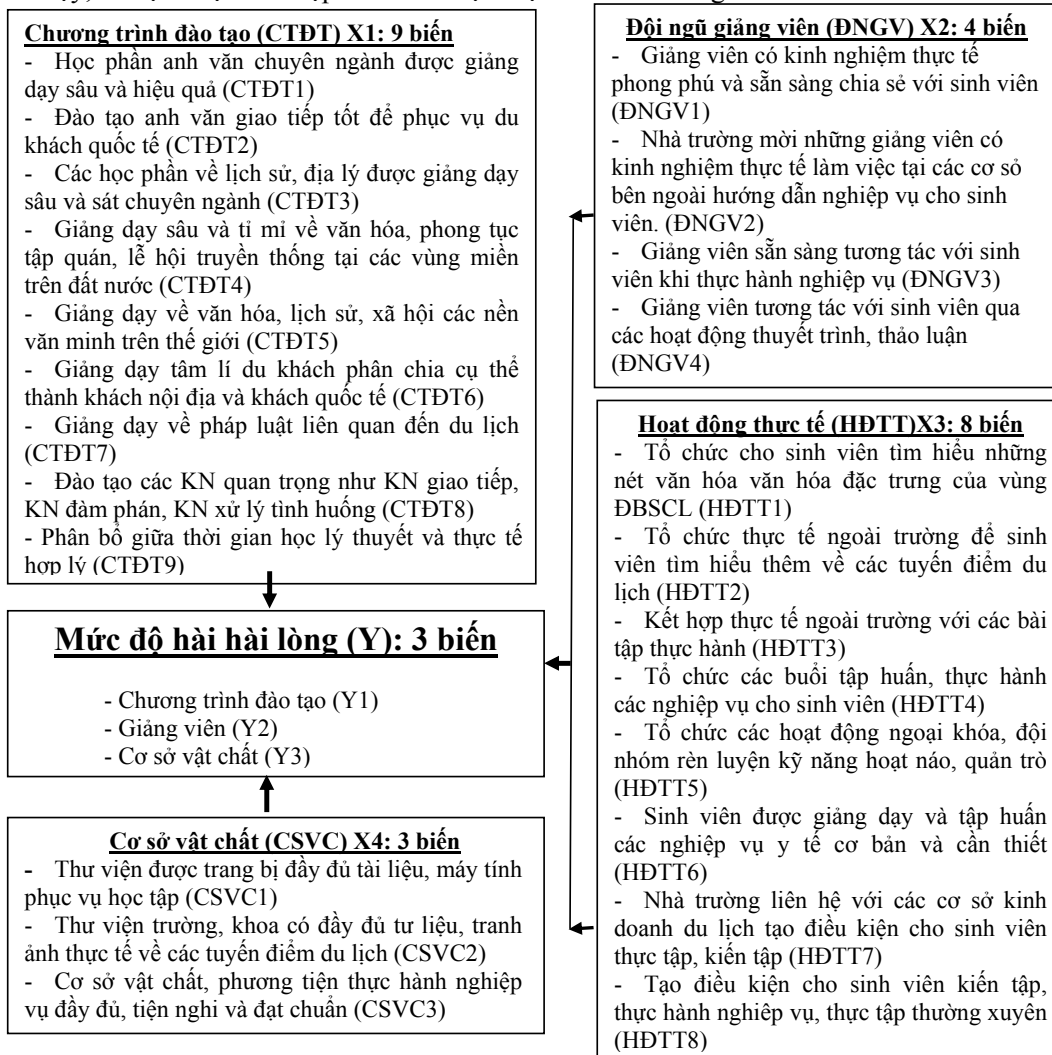 Chương trình đào tạo (CTĐT) X1: 9 biến
- Học phần anh văn chuyên ngành được giảng
dạy sâu và hiệu quả (CTĐT1)
- Đào tạo anh văn giao tiếp tốt để phục vụ du
khách quốc tế (CTĐT2)
- Các học phần về lịch sử, địa lý được giảng dạy
sâu và sát chuyên ngành (CTĐT3)
- Giảng dạy sâu và tỉ mỉ về văn hóa, phong tục
tập quán, lễ hội truyền thống tại các vùng miền
trên đất nước (CTĐT4)
- Giảng dạy về văn hóa, lịch sử, xã hội các nền
văn minh trên thế giới (CTĐT5)
- Giảng dạy tâm lí du khách phân chia cụ thể
thành khách nội địa và khách quốc tế (CTĐT6)
- Giảng dạy về pháp luật liên quan đến du lịch
(CTĐT7)
- Đào tạo các KN quan trọng như KN giao tiếp,
KN đàm phán, KN xử lý tình huống (CTĐT8)
- Phân bổ giữa thời gian học lý thuyết và thực tế
hợp lý (CTĐT9)
Mức độ hài hài lòng (Y): 3 biến
- Chương trình đào tạo (Y1)
- Giảng viên (Y2)
- Cơ sở vật chất (Y3)
Cơ sở vật chất (CSVC) X4: 3 biến
- Thư viện được trang bị đầy đủ tài liệu, máy tính
phục vụ học tập (CSVC1)
- Thư viện trường, khoa có đầy đủ tư liệu, tranh
ảnh thực tế về các tuyến điểm du lịch (CSVC2)
- Cơ sở vật chất, phương tiện thực hành nghiệp
vụ đầy đủ, tiện nghi và đạt chuẩn (CSVC3)
Đội ngũ giảng viên (ĐNGV) X2: 4 biến
- Giảng viên có kinh nghiệm thực tế
phong phú và sẵn sàng chia sẻ với sinh viên
(ĐNGV1)
- Nhà trường mời những giảng viên có
kinh nghiệm thực tế làm việc tại các cơ sỏ
bên ngoài hướng dẫn nghiệp vụ cho sinh
viên. (ĐNGV2)
- Giảng viên sẵn sàng tương tác với sinh
viên khi thực hành nghiệp vụ (ĐNGV3)
- Giảng viên tương tác với sinh viên qua
các hoạt động thuyết trình, thảo luận
(ĐNGV4)
Hoạt động thực tế (HĐTT)X3: 8 biến
- Tổ chức cho sinh viên tìm hiểu những
nét văn hóa văn hóa đặc trưng của vùng
ĐBSCL (HĐTT1)
- Tổ chức thực tế ngoài trường để sinh
viên tìm hiểu thêm về các tuyến điểm du
lịch (HĐTT2)
- Kết hợp thực tế ngoài trường với các bài
tập thực hành (HĐTT3)
- Tổ chức các buổi tập huấn, thực hành
các nghiệp vụ cho sinh viên (HĐTT4)
- Tổ chức các hoạt động ngoại khóa, đội
nhóm rèn luyện kỹ năng hoạt náo, quản trò
(HĐTT5)
- Sinh viên được giảng dạy và tập huấn
các nghiệp vụ y tế cơ bản và cần thiết
(HĐTT6)
- Nhà trường liên hệ với các cơ sở kinh
doanh du lịch tạo điều kiện cho sinh viên
thực tập, kiến tập (HĐTT7)
- Tạo điều kiện cho sinh viên kiến tập,
thực hành nghiệp vụ, thực tập thường xuyên
(HĐTT8)